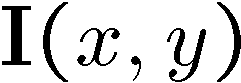 I(x, y)